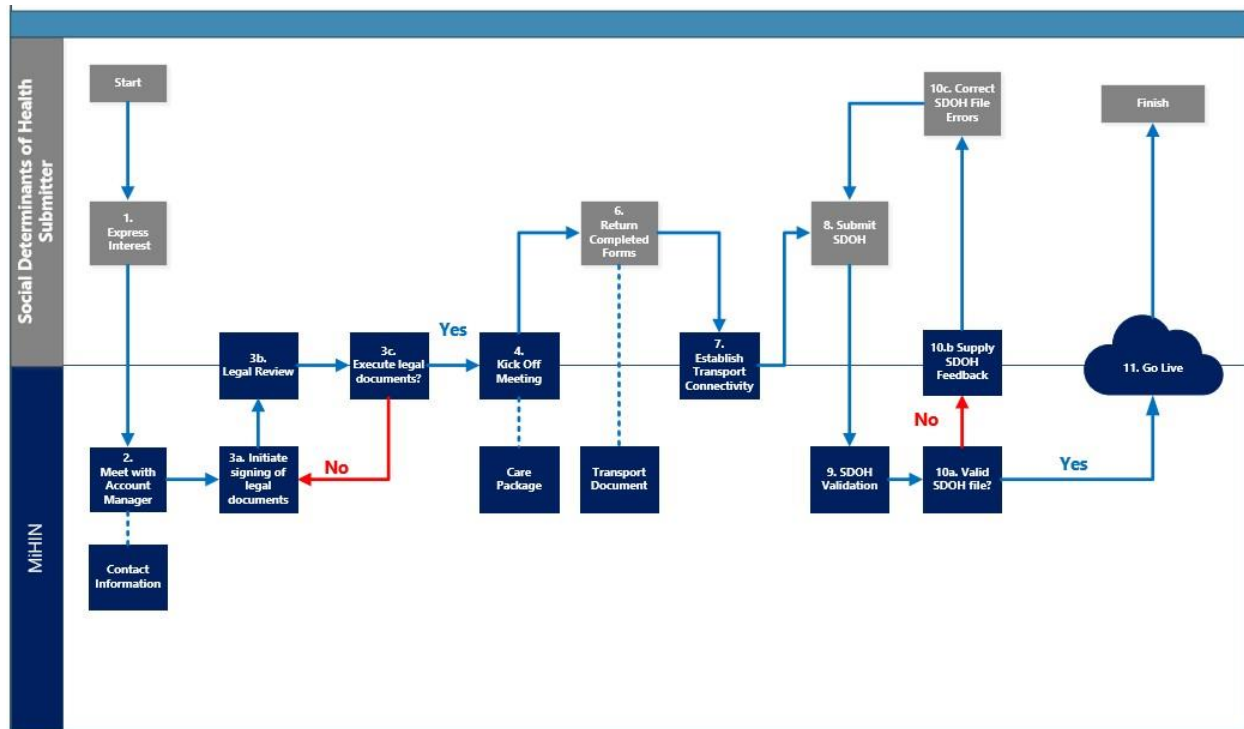 Social Determinants of Health
Submitter
MiHIN
Start
1.
Express
Interest
2.
Meet with
Account
Manager
Contact
Information
3a. Initiate
signing of
legal
documents
3b.
Legal Review
3c.
Execute legal
documents?
No
Yes
4.
Kick Off
Meeting
Care
Package
6.
Return
Completed
Forms
Transport
Document
7.
Establish
Transport
Connectivity
8. Submit
SDOH
9. SDOH
Validation
10a. Valid
SDOH file?
No
10.b Supply
SDOH
Feedback
10c. Correct
SDOH File
Errors
Yes
11. Go Live
Finish